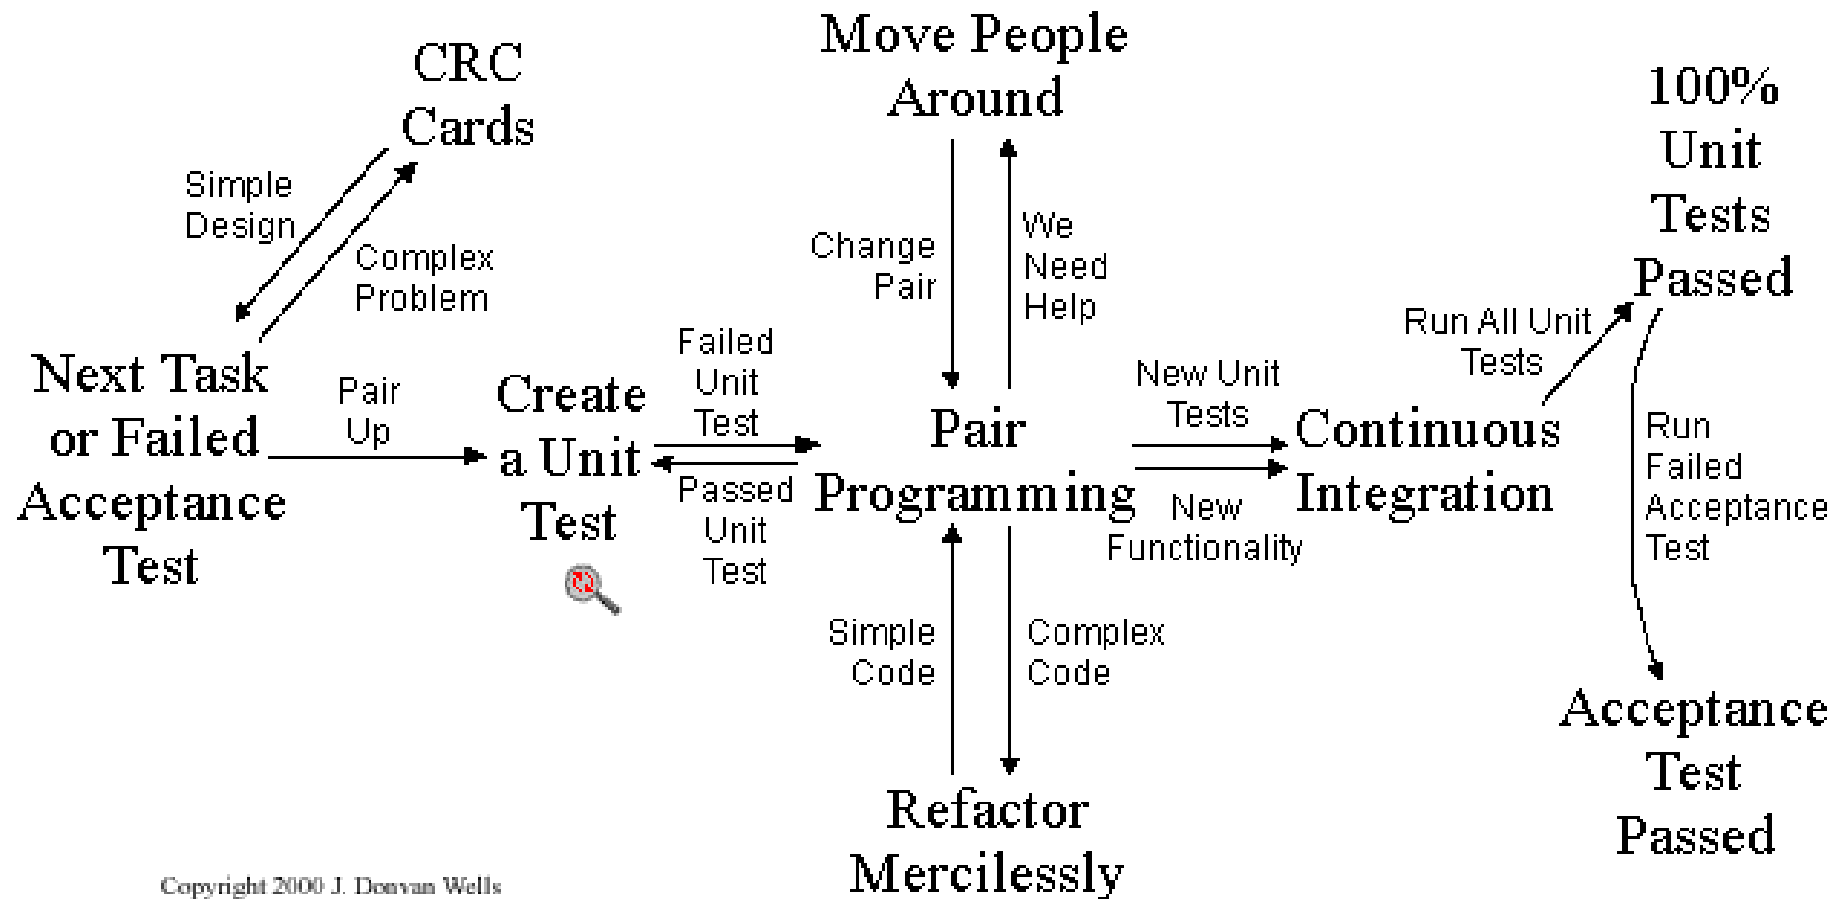 CRC
Cards
Simple
Design
Complex
Problem
Next Task
or Failed
Acceptance
Test
Pair
Up
Create
a Unit
Test
Failed
Unit
Test
Passed
Unit
Test
Move People
Around
Change
Pair
We
Need
Help
Pair
Programming
Simple
Code
Complex
Code
Refactor
Mercilessly
New Unit
Tests
New
Functionality
Continuous
Integration
Run All Unit
Tests
100%
Unit
Tests
Passed
Run
Failed
Acceptance
Test
Acceptance
Test
Passed
Copyright 2000 J. Donvan Wells